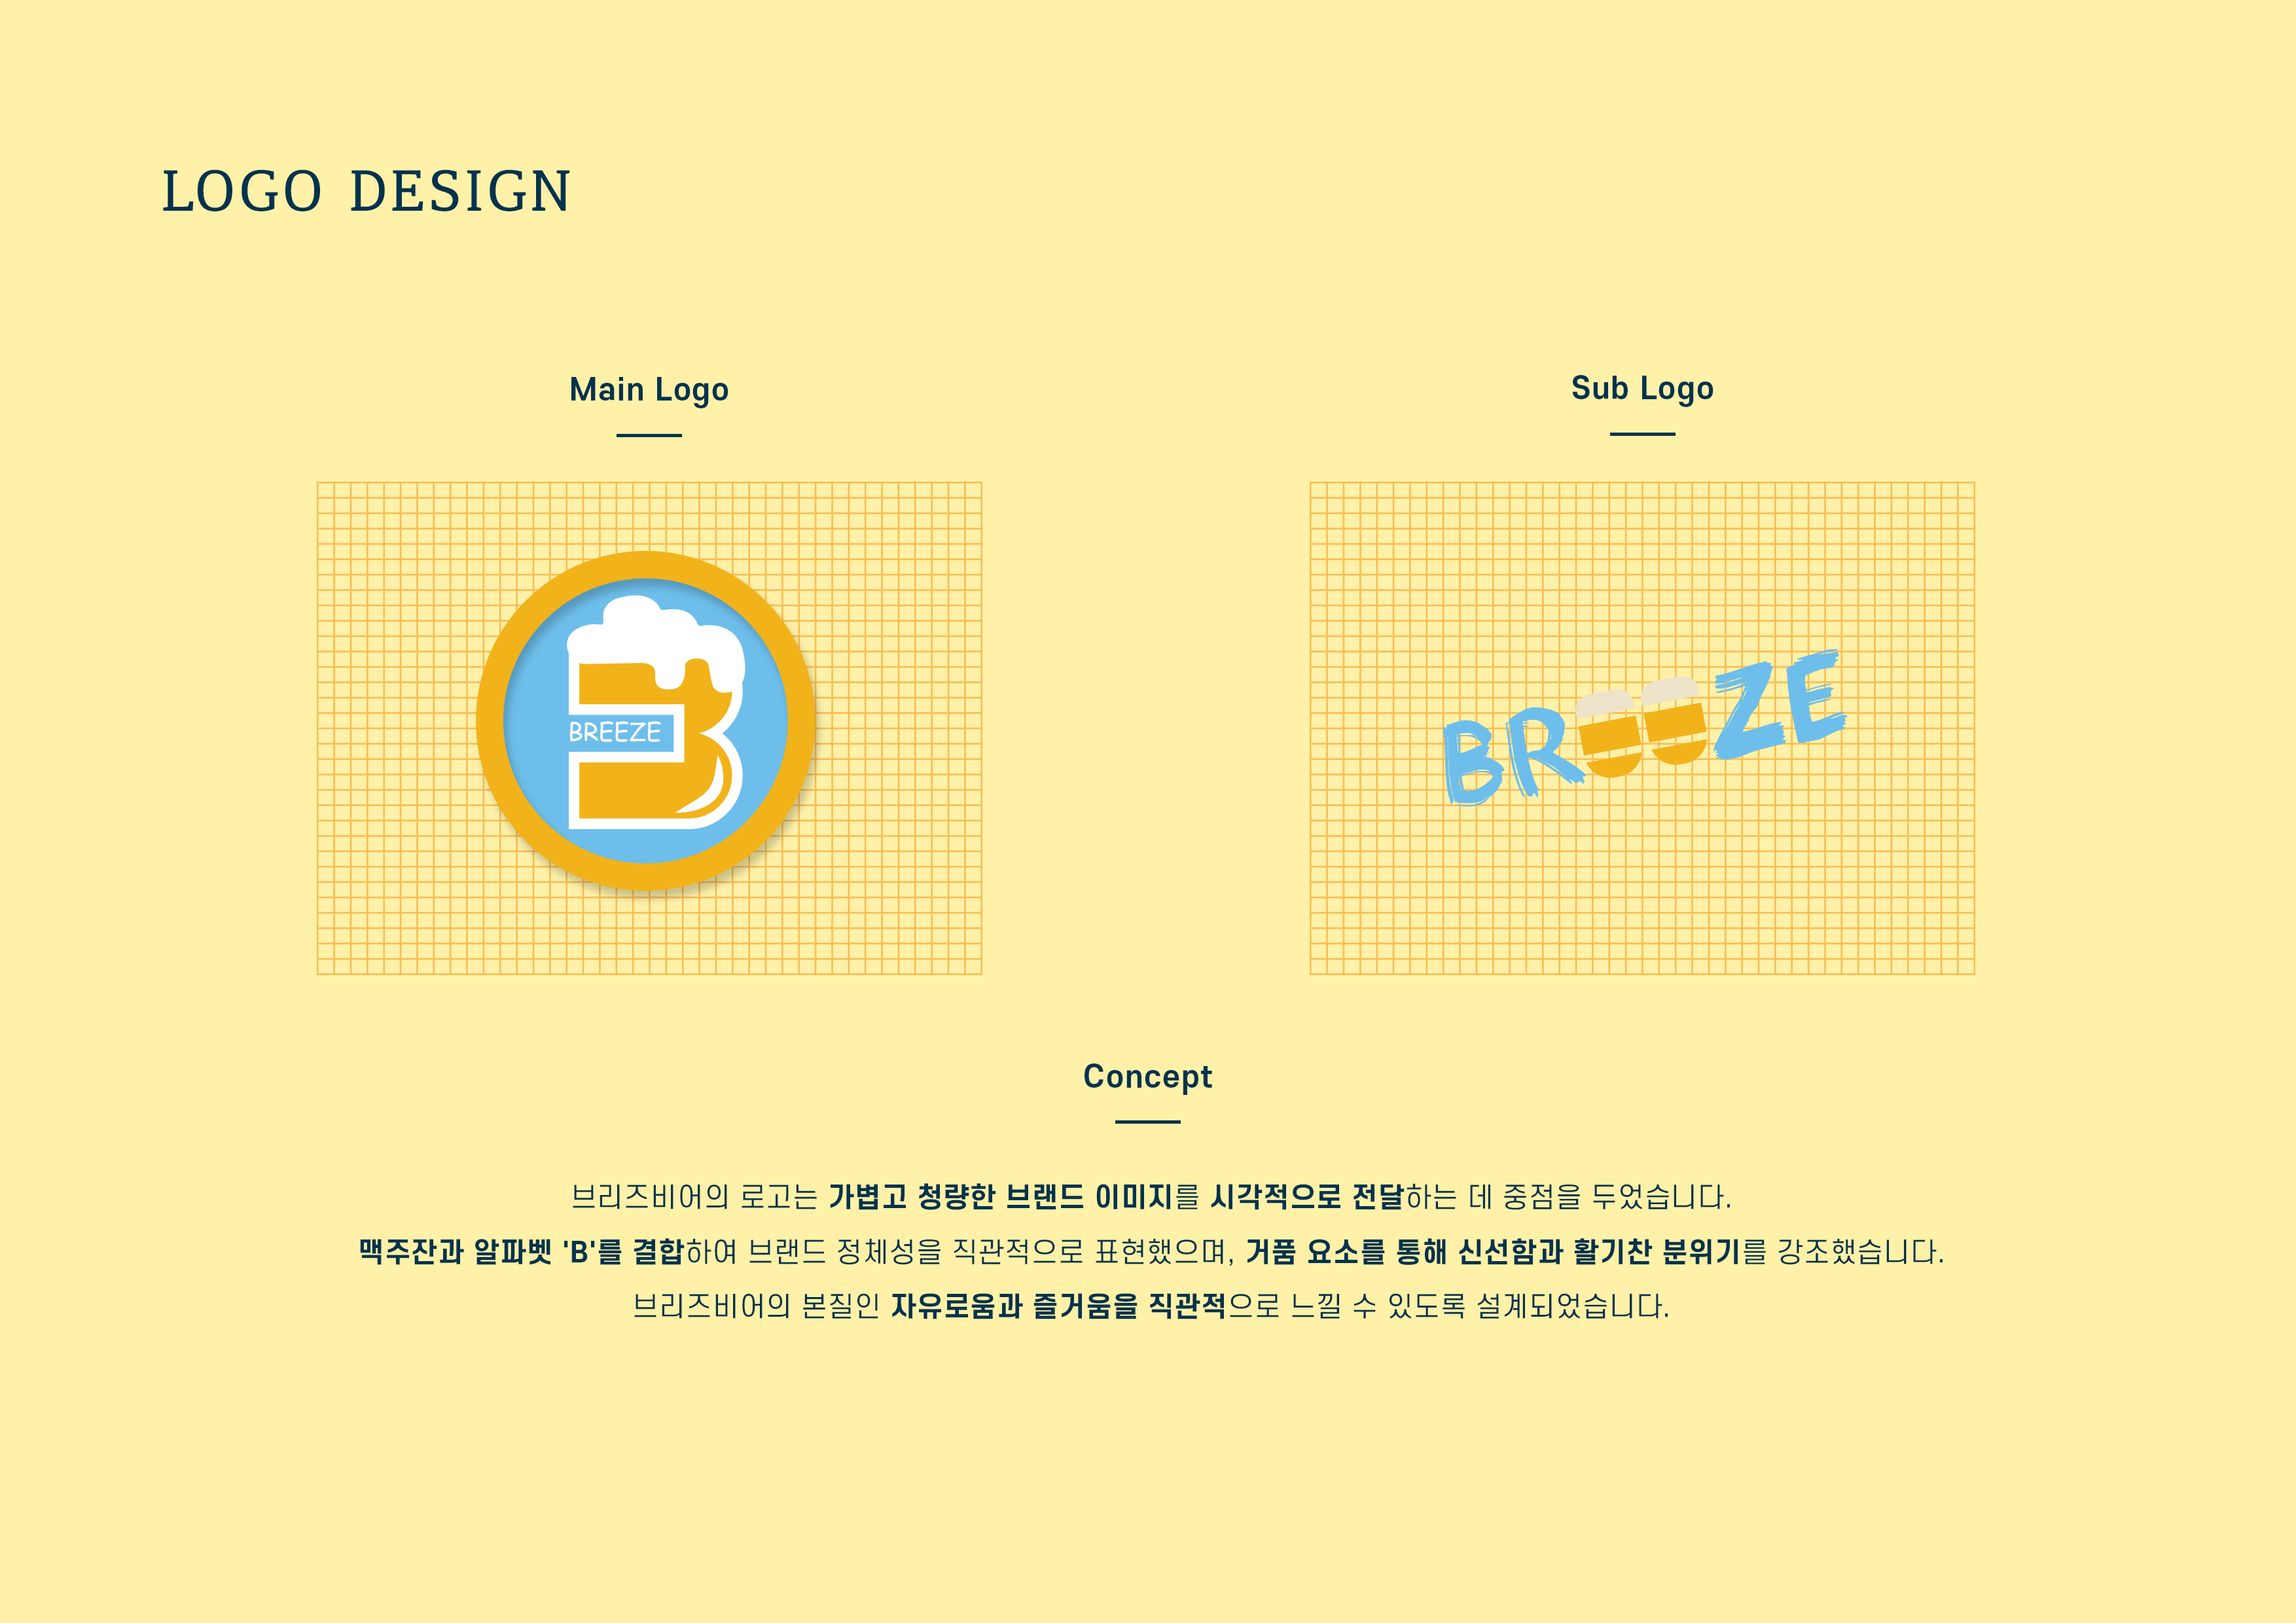 LOGO DESIGN
Main Logo
Sub Logo
BREEZE
BREEZE
Concept
브리즈비어의 로고는 가볍고 청량한 브랜드 이미지를 시각적으로 전달하는 데 중점을 두었습니다.
맥주잔과 알파벳 'B'를 결합하여 브랜드 정체성을 직관적으로 표현했으며, 거품 요소를 통해 신선함과 활기찬 분위기를 강조했습니다.
브리즈비어의 본질인 자유로움과 즐거움을 직관적으로 느낄 수 있도록 설계되었습니다.